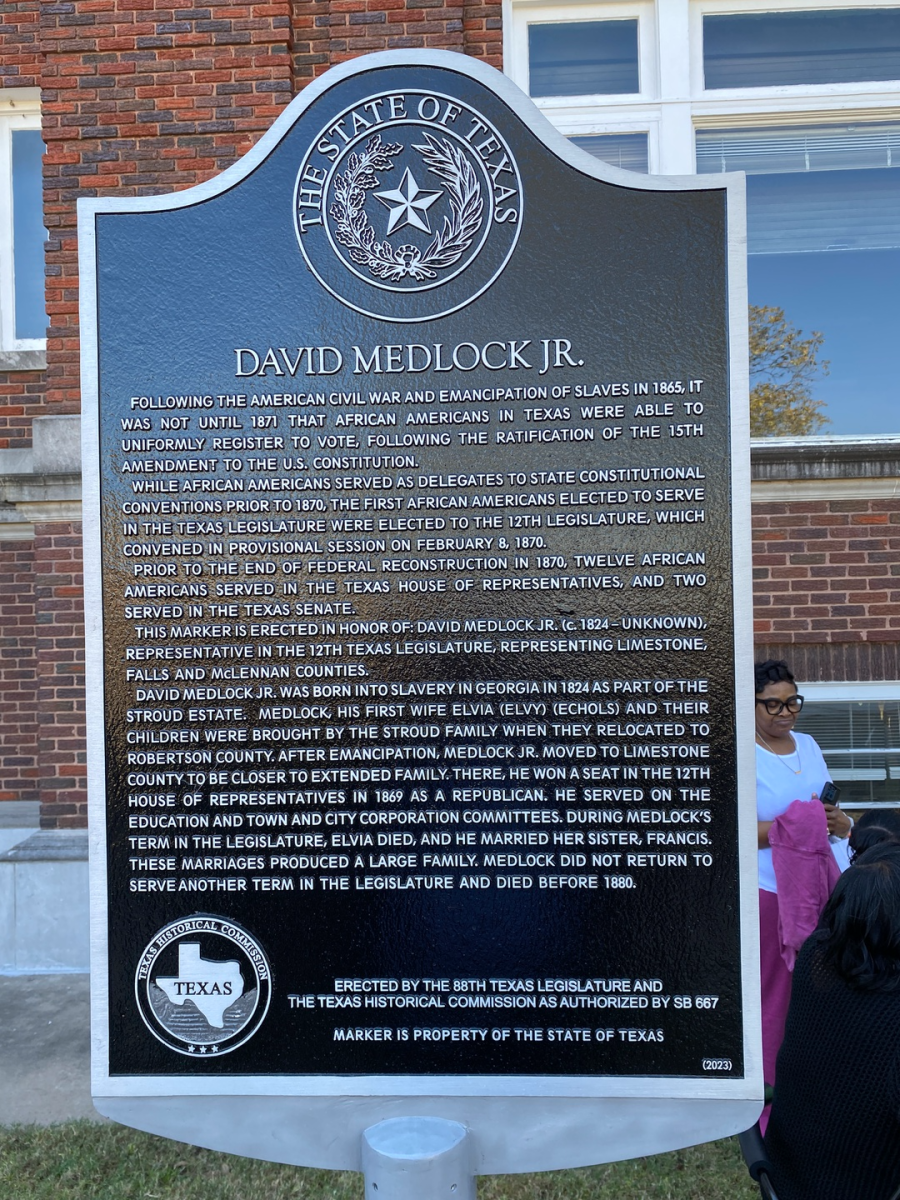 THE STATE OF TEXAS
DAVID MEDLOCK JR.
FOLLOWING THE AMERICAN CIVIL WAR AND EMANCIPATION OF SLAVES IN 1865, IT
WAS NOT UNTIL 1871 THAT AFRICAN AMERICANS IN TEXAS WERE ABLE TO
UNIFORMLY REGISTER TO VOTE, FOLLOWING THE RATIFICATION OF THE 15TH
AMENDMENT TO THE U.S. CONSTITUTION.
WHILE AFRICAN AMERICANS SERVED AS DELEGATES TO STATE CONSTITUTIONAL
CONVENTIONS PRIOR TO 1870, THE FIRST AFRICAN AMERICANS ELECTED TO SERVE
IN THE TEXAS LEGISLATURE WERE ELECTED TO THE 12TH LEGISLATURE, WHICH
CONVENED IN PROVISIONAL SESSION ON FEBRUARY 8, 1870.
PRIOR TO THE END OF FEDERAL RECONSTRUCTION IN 1870, TWELVE AFRICAN
AMERICANS SERVED IN THE TEXAS HOUSE OF REPRESENTATIVES, AND TWO
SERVED IN THE TEXAS SENATE.
THIS MARKER IS ERECTED IN HONOR OF: DAVID MEDLOCK JR. (c. 1824 – UNKNOWN),
REPRESENTATIVE IN THE 12TH TEXAS LEGISLATURE, REPRESENTING LIMESTONE,
FALLS AND McLENNAN COUNTIES.
DAVID MEDLOCK JR. WAS BORN INTO SLAVERY IN GEORGIA IN 1824 AS PART OF THE
STROUD ESTATE. MEDLOCK, HIS FIRST WIFE ELVIA (ELVY) (ECHOLS) AND THEIR
CHILDREN WERE BROUGHT BY THE STROUD FAMILY WHEN THEY RELOCATED TO
ROBERTSON COUNTY. AFTER EMANCIPATION, MEDLOCK JR. MOVED TO LIMESTONE
COUNTY TO BE CLOSER TO EXTENDED FAMILY. THERE, HE WON A SEAT IN THE 12TH
HOUSE OF REPRESENTATIVES IN 1869 AS A REPUBLICAN. HE SERVED ON THE
EDUCATION AND TOWN AND CITY CORPORATION COMMITTEES. DURING MEDLOCK'S
TERM IN THE LEGISLATURE, ELVIA DIED, AND HE MARRIED HER SISTER, FRANCIS.
THESE MARRIAGES PRODUCED A LARGE FAMILY. MEDLOCK DID NOT RETURN TO
SERVE ANOTHER TERM IN THE LEGISLATURE AND DIED BEFORE 1880.
TEXAS HISTORICAL COMMISSION
TEXAS
ERECTED BY THE 88TH TEXAS LEGISLATURE AND
THE TEXAS HISTORICAL COMMISSION AS AUTHORIZED BY SB 667
MARKER IS PROPERTY OF THE STATE OF TEXAS
(2023)